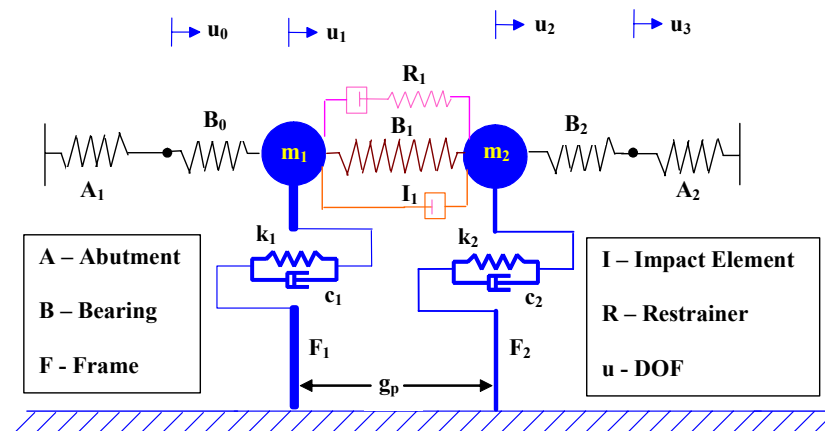 u₀
u₁
u₂
u₃
R₁
B₀
B₁
B₂
m₁
m₂
A₁
I₁
A₂
k₁
k₂
c₁
c₂
A – Abutment
B – Bearing
F - Frame
I – Impact Element
R – Restrainer
u - DOF
F₁
F₂
gₚ